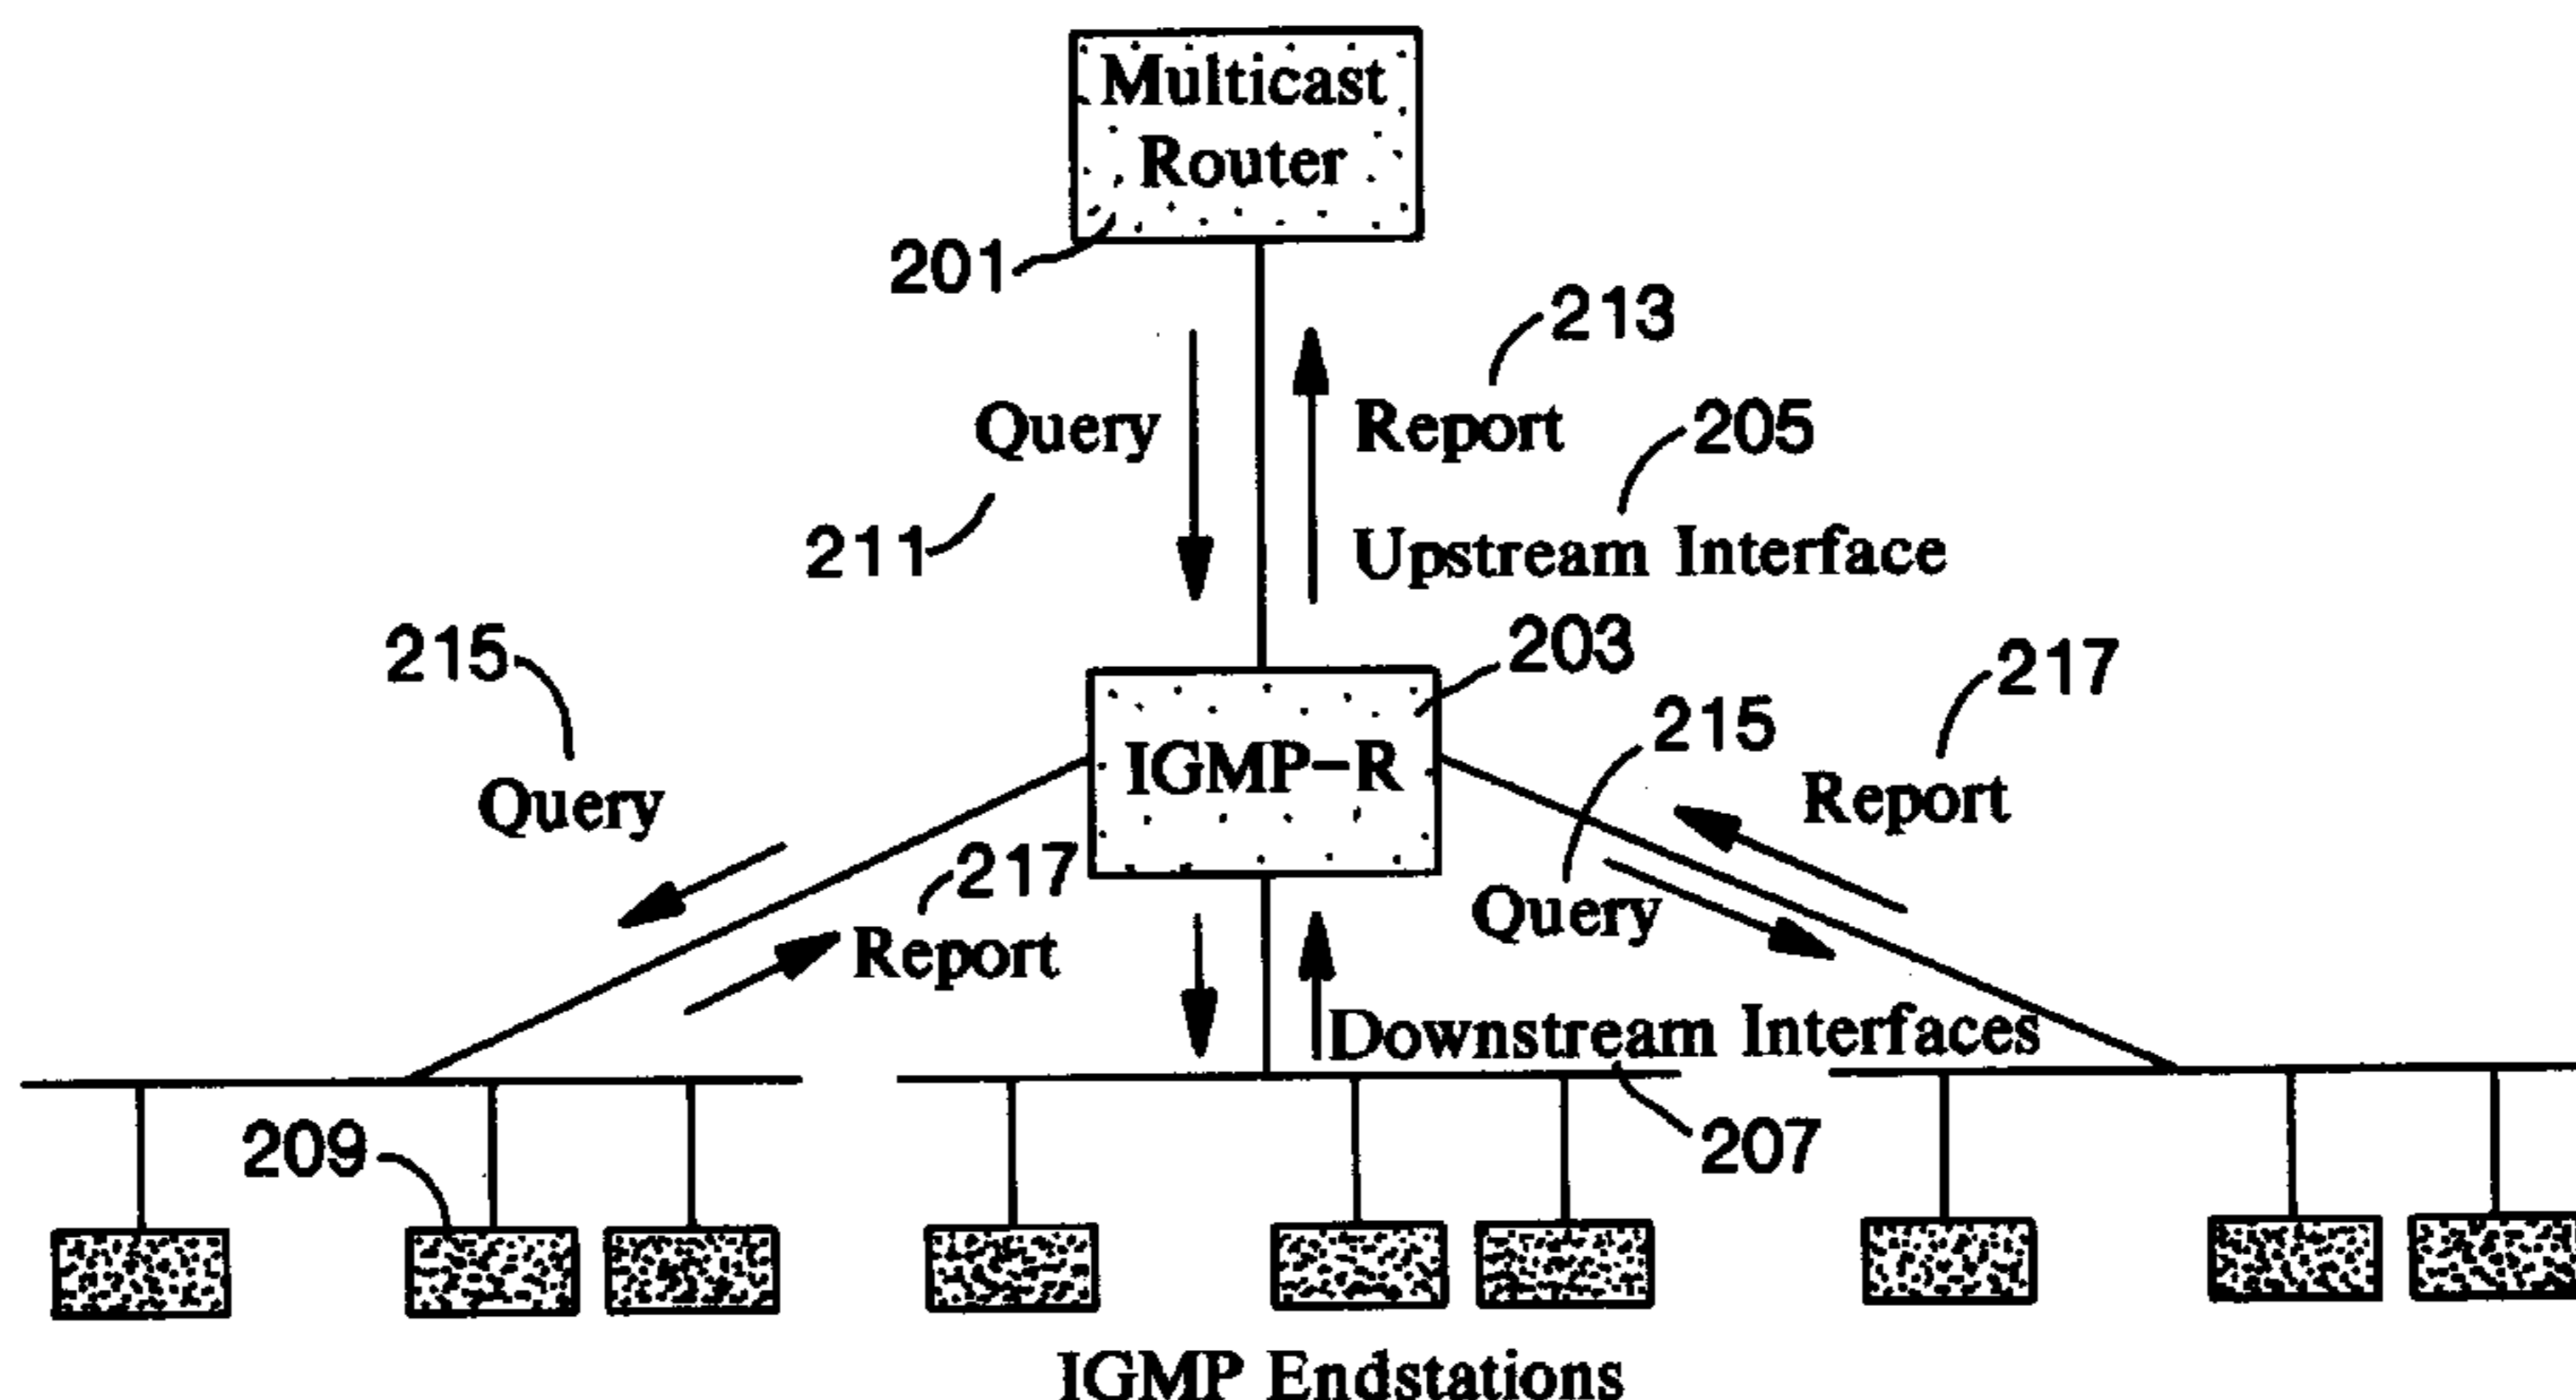 Multicast
Router
201
213
Report
Query
205
211
Upstream Interface
215
203
217
215
IGMP-R
Query
Report
217
Query
Report
Downstream Interfaces
209
207
IGMP Endstations